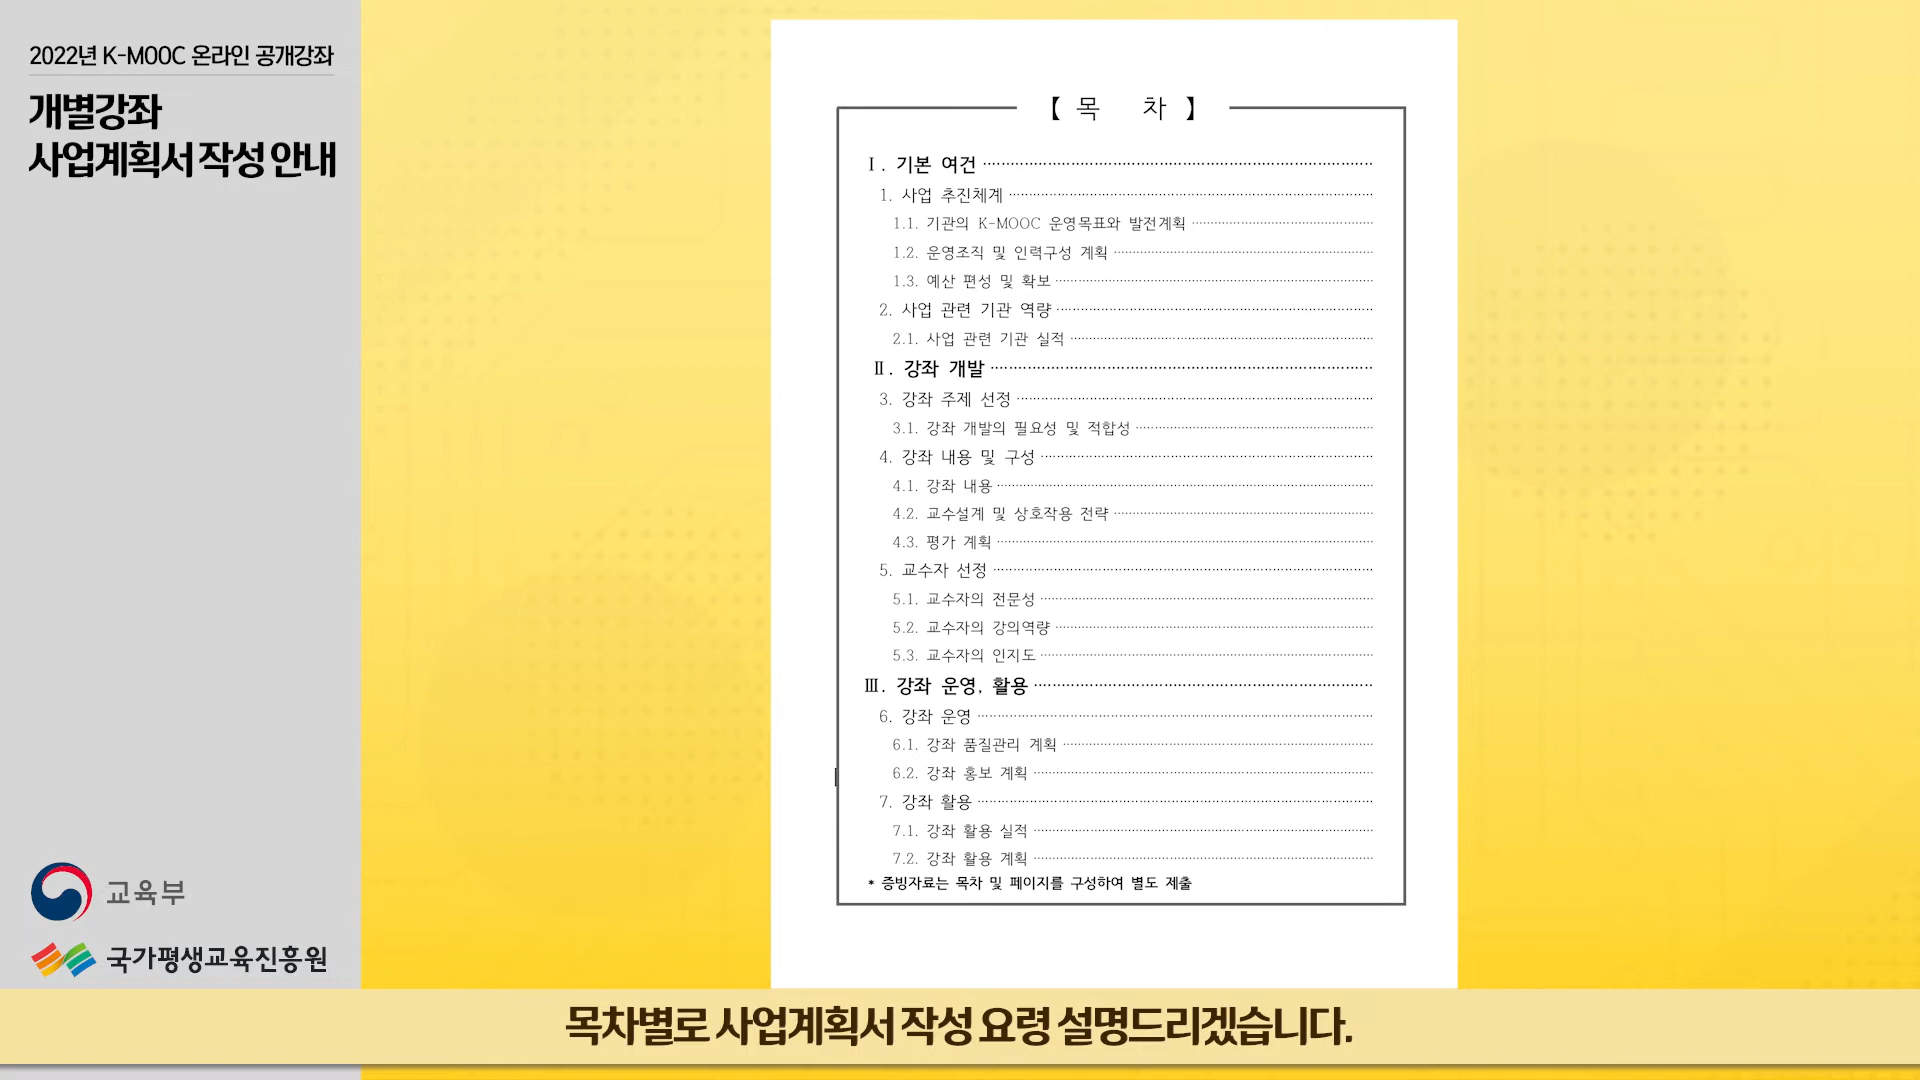 2022년 K-MOOC 온라인 공개강좌
개별강좌
사업계획서 작성 안내
【 목 차 】
Ⅰ. 기본 여건
1. 사업 추진체계
1.1. 기관의 K-MOOC 운영목표와 발전계획
1.2. 운영조직 및 인력구성 계획
1.3. 예산 편성 및 확보
2. 사업 관련 기관 역량
2.1. 사업 관련 기관 실적
Ⅱ. 강좌 개발
3. 강좌 주제 선정
3.1. 강좌 개발의 필요성 및 적합성
4. 강좌 내용 및 구성
4.1. 강좌 내용
4.2. 교수설계 및 상호작용 전략
4.3. 평가 계획
5. 교수자 선정
5.1. 교수자의 전문성
5.2. 교수자의 강의역량
5.3. 교수자의 인지도
Ⅲ. 강좌 운영, 활용
6. 강좌 운영
6.1. 강좌 품질관리 계획
6.2. 강좌 홍보 계획
7. 강좌 활용
7.1. 강좌 활용 실적
7.2. 강좌 활용 계획
* 증빙자료는 목차 및 페이지를 구성하여 별도 제출
교육부
국가평생교육진흥원
목차별로 사업계획서 작성 요령 설명드리겠습니다.